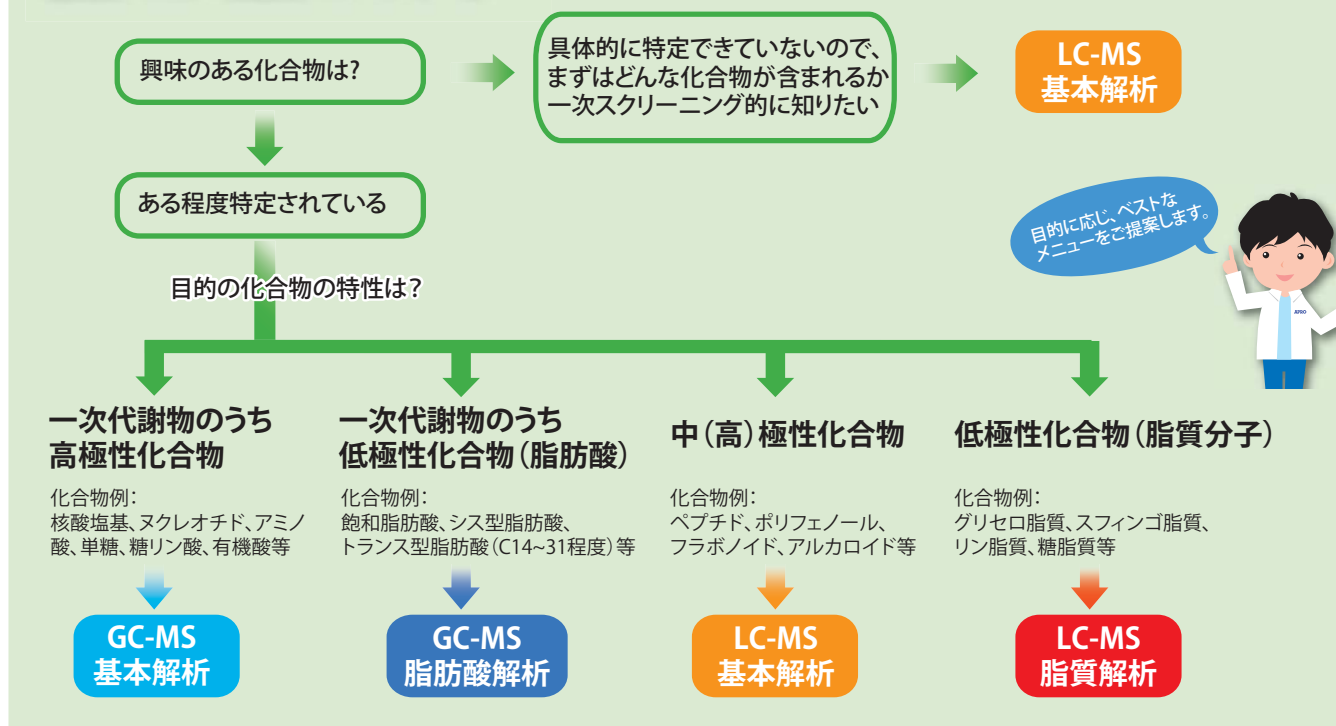 興味のある化合物は?
具体的に特定できていないので、
まずはどんな化合物が含まれるか
一次スクリーニング的に知りたい
LC-MS
基本解析
ある程度特定されている
目的に応じ、ベストな
メニューをご提案します。
目的の化合物の特性は?
一次代謝物のうち
高極性化合物
化合物例:
核酸塩基、ヌクレオチド、アミノ
酸、単糖、糖リン酸、有機酸等
GC-MS
基本解析
一次代謝物のうち
低極性化合物(脂肪酸)
化合物例:
飽和脂肪酸、シス型脂肪酸、
トランス型脂肪酸(C14~31程度)等
GC-MS
脂肪酸解析
中(高)極性化合物
化合物例:
ペプチド、ポリフェノール、
フラボノイド、アルカロイド等
LC-MS
基本解析
低極性化合物(脂質分子)
化合物例:
グリセロ脂質、スフィンゴ脂質、
リン脂質、糖脂質等
LC-MS
脂質解析